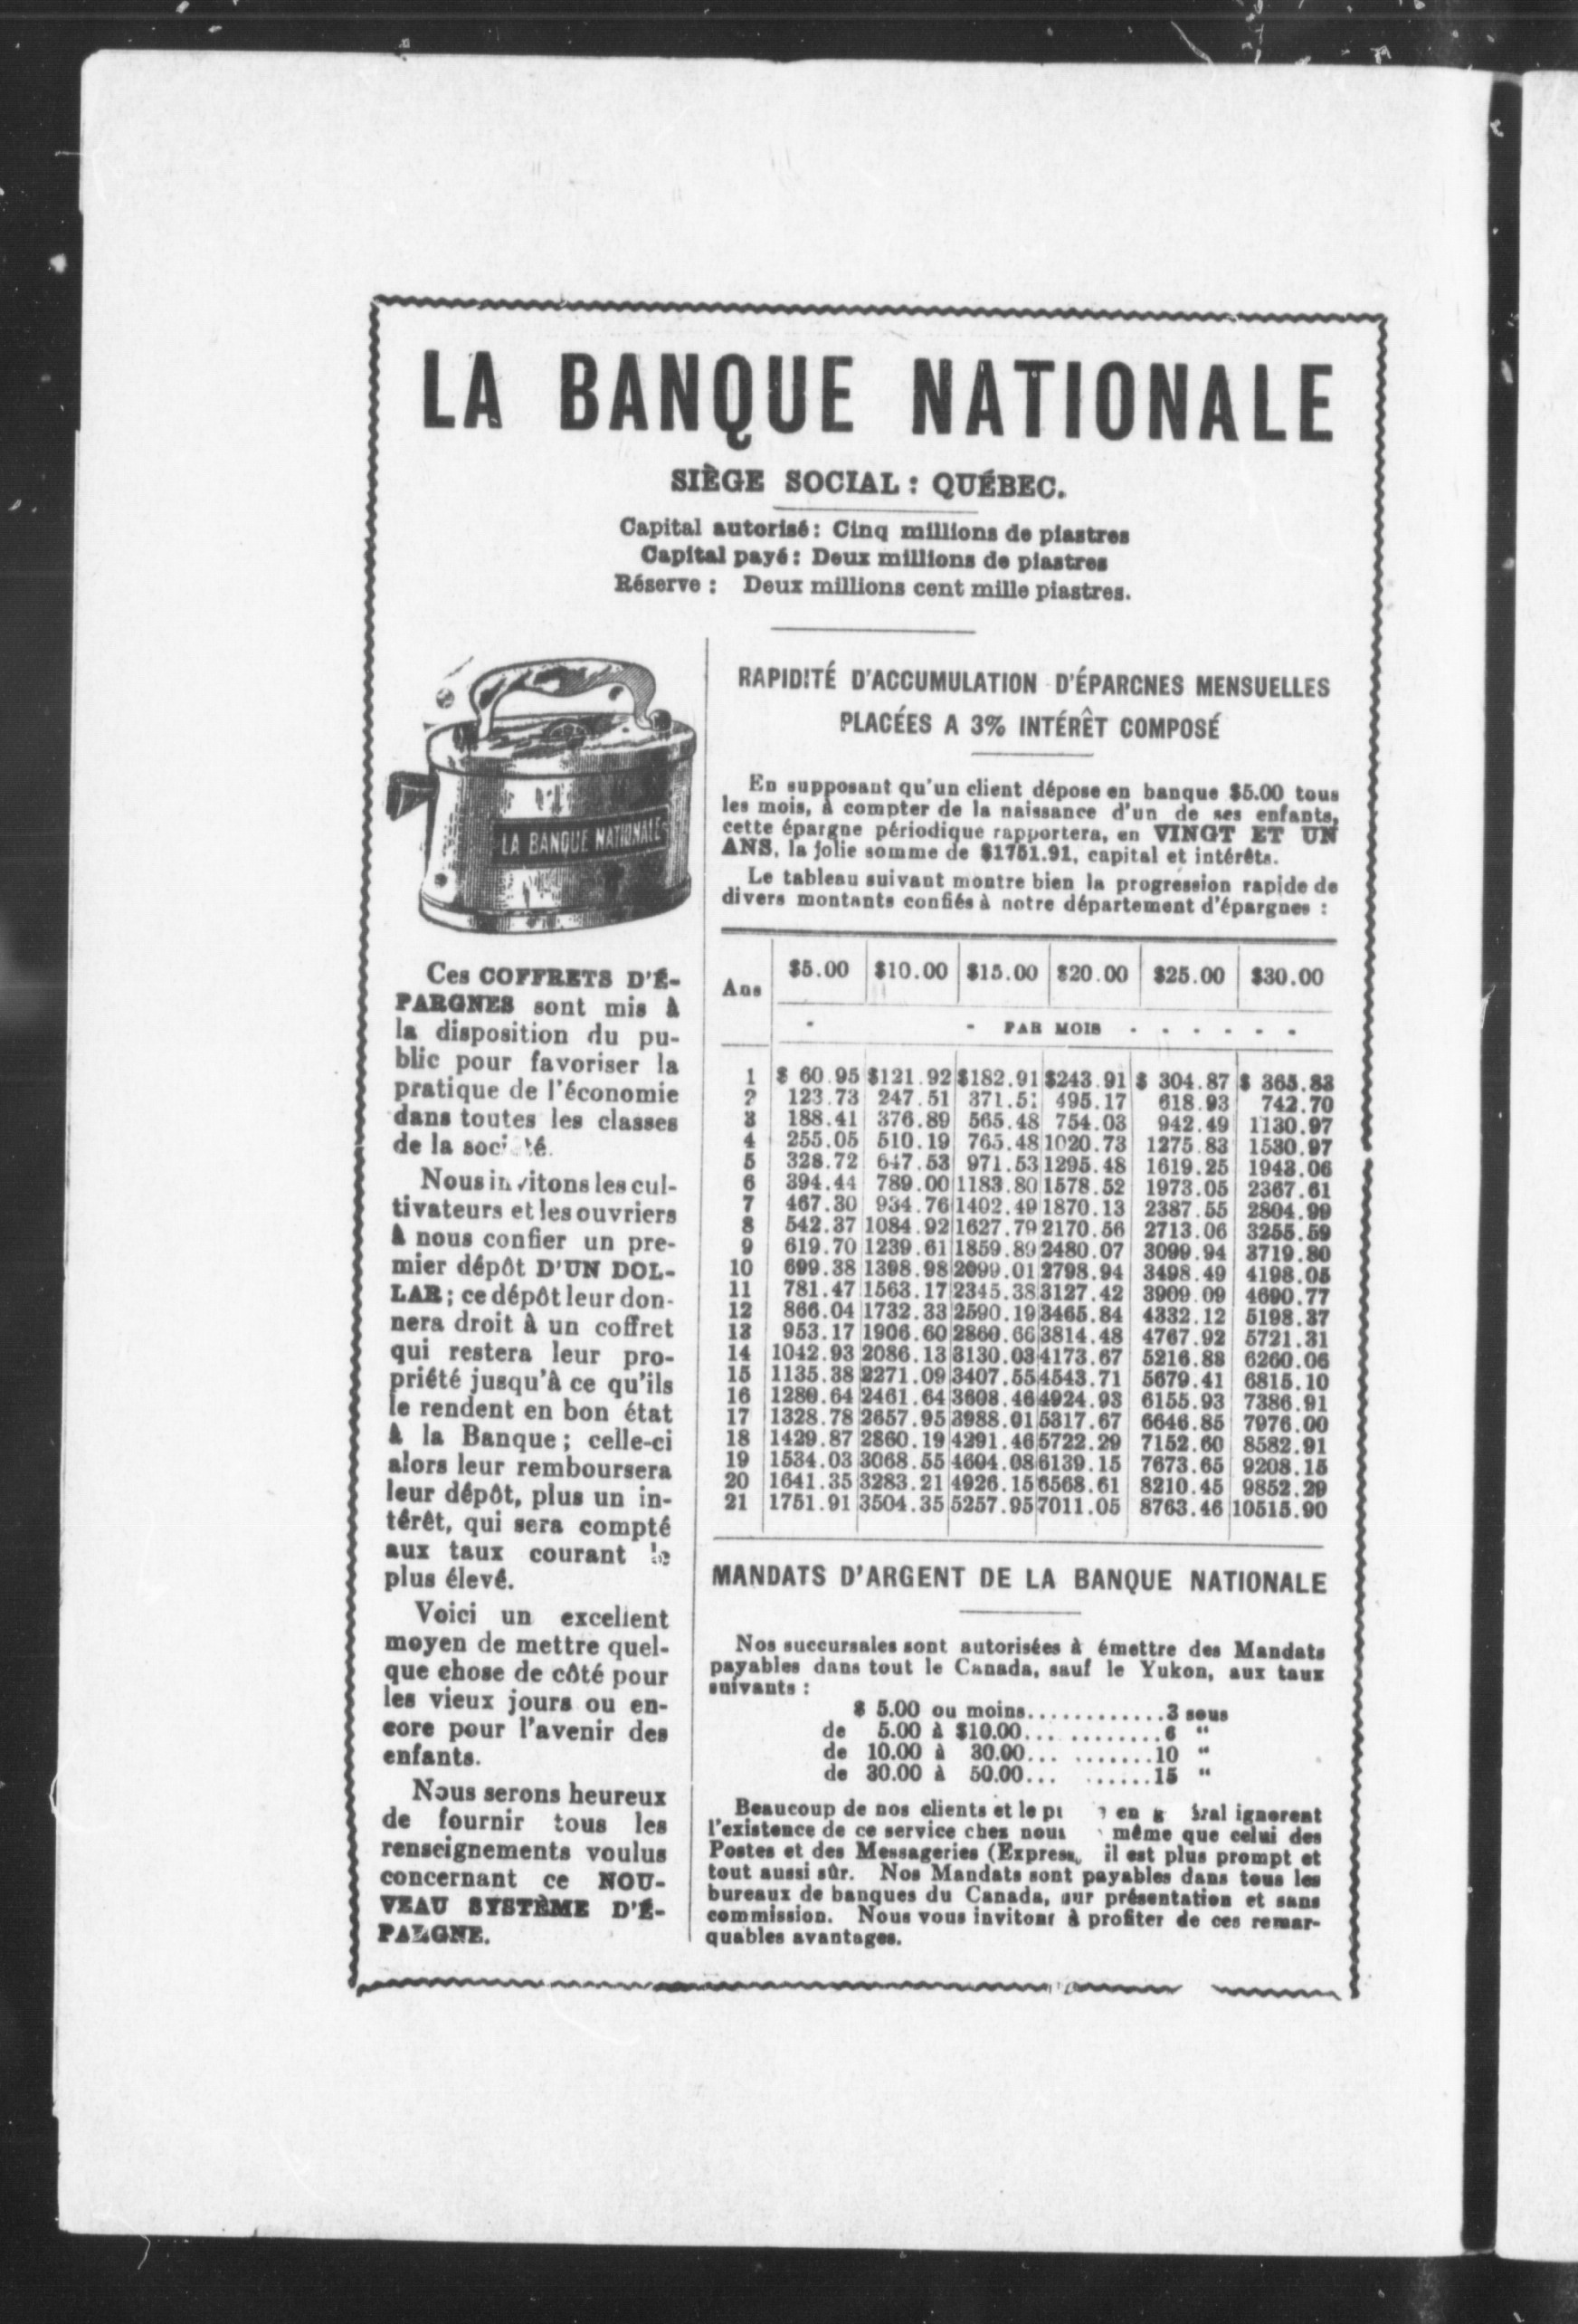 LA BANQUE NATIONALE
SIÈGE SOCIAL : QUÉBEC.
Capital autorisé : Cinq millions de piastres
Capital payé : Deux millions de piastres
Réserve : Deux millions cent mille piastres.
LA BANQUE NATIONALE
Ces COFFRETS D'É-
PARGNES sont mis à
la disposition du pu-
blic pour favoriser la
pratique de l'économie
dans toutes les classes
de la
Nous invitons les cul-
tivateurs et les ouvriers
à nous confier un pre-
mier dépôt D'UN DOL-
LAR ; ce dépôt leur don-
nera droit à un coffret
qui restera leur pro-
priété jusqu'à ce qu'ils
le rendent en bon état
à la Banque ; celle-ci
alors leur remboursera
leur dépôt, plus un in-
térêt, qui sera compté
aux taux courant le
plus élevé.
Voici un excellent
moyen de mettre quel-
que chose de côté pour
les vieux jours ou en-
core pour l'avenir des
enfants.
Nous serons heureux
de fournir tous les
renseignements voulus
concernant ce NOU-
VEAU SYSTÈME D'É-
PARGNE.
RAPIDITÉ D'ACCUMULATION D'ÉPARGNES MENSUELLES
PLACÉES A 3% INTÉRÊT COMPOSÉ
En supposant qu'un client dépose en banque $5.00 tous
les mois, à compter de la naissance d'un de ses enfants,
cette épargne périodique rapportera, en VINGT ET UN
ANS, la jolie somme de $1751.91, capital et intérêts.
Le tableau suivant montre bien la progression rapide de
divers montants confiés à notre département d'épargnes :
Ans $5.00 $10.00 $15.00 $20.00 $25.00 $30.00
- - PAR MOIS - - - - - -
1 $ 60.95 $121.92 $182.91 $243.91 $ 304.87 $ 365.83
2 123.73 247.51 495.17 618.93 742.70
3 188.41 376.89 565.48 754.03 942.49 1130.97
4 255.05 510.19 765.48 1020.73 1275.83 1530.97
5 328.72 647.53 971.53 1295.48 1619.25 1943.06
6 394.44 789.00 1183.80 1578.52 1973.05 2367.61
7 467.30 934.76 1402.49 1870.13 2387.55 2804.99
8 542.37 1084.92 1627.79 2170.56 2713.06 3255.59
9 619.70 1239.61 1859.89 2480.07 3099.94 3719.80
10 699.38 1398.98 2099.01 2798.94 3498.49 4198.05
11 781.47 1563.17 2345.38 3127.42 3909.09 4690.77
12 866.04 1732.33 2590.19 3465.84 4332.12 5198.37
13 953.17 1906.60 2860.66 3814.48 4767.92 5721.31
14 1042.93 2086.13 3130.03 4173.67 5216.88 6260.06
15 1135.38 2271.09 3407.55 4543.71 5679.41 6815.10
16 1280.64 2461.64 3608.46 4924.93 6155.93 7386.91
17 1328.78 2657.95 3988.01 5317.67 6646.85 7976.00
18 1429.87 2860.19 4291.46 5722.29 7152.60 8582.91
19 1534.03 3068.55 4604.08 6139.15 7673.65 9208.15
20 1641.35 3283.21 4926.15 6568.61 8210.45 9852.29
21 1751.91 3504.35 5257.95 7011.05 8763.46 10515.90
MANDATS D'ARGENT DE LA BANQUE NATIONALE
Nos succursales sont autorisées à émettre des Mandats
payables dans tout le Canada, sauf le Yukon, aux taux
suivants :
$ 5.00 ou moins.............3 sous
de 5.00 à $10.00............6 "
de 10.00 à 30.00..........10 "
de 30.00 à 50.00.........15 "
Beaucoup de nos clients et le en ignorent
l'existence de ce service chez nous même que celui des
Postes et des Messageries (Express, il est plus prompt et
tout aussi sûr. Nos Mandats sont payables dans tous les
bureaux de banques du Canada, sur présentation et sans
commission. Nous vous invitons à profiter de ces remar-
quables avantages.